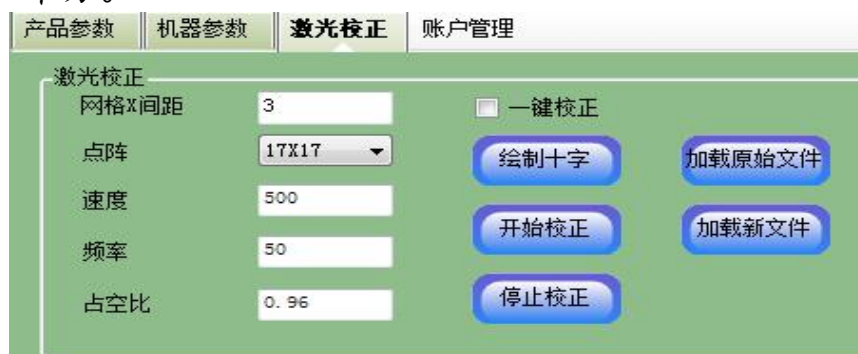 产品参数 机器参数 激光校正 账户管理
激光校正
网格X间距 3 一键校正
点阵 17X17 绘制十字 加载原始文件
速度 500
开始校正 加载新文件
频率 50
占空比 0.96 停止校正